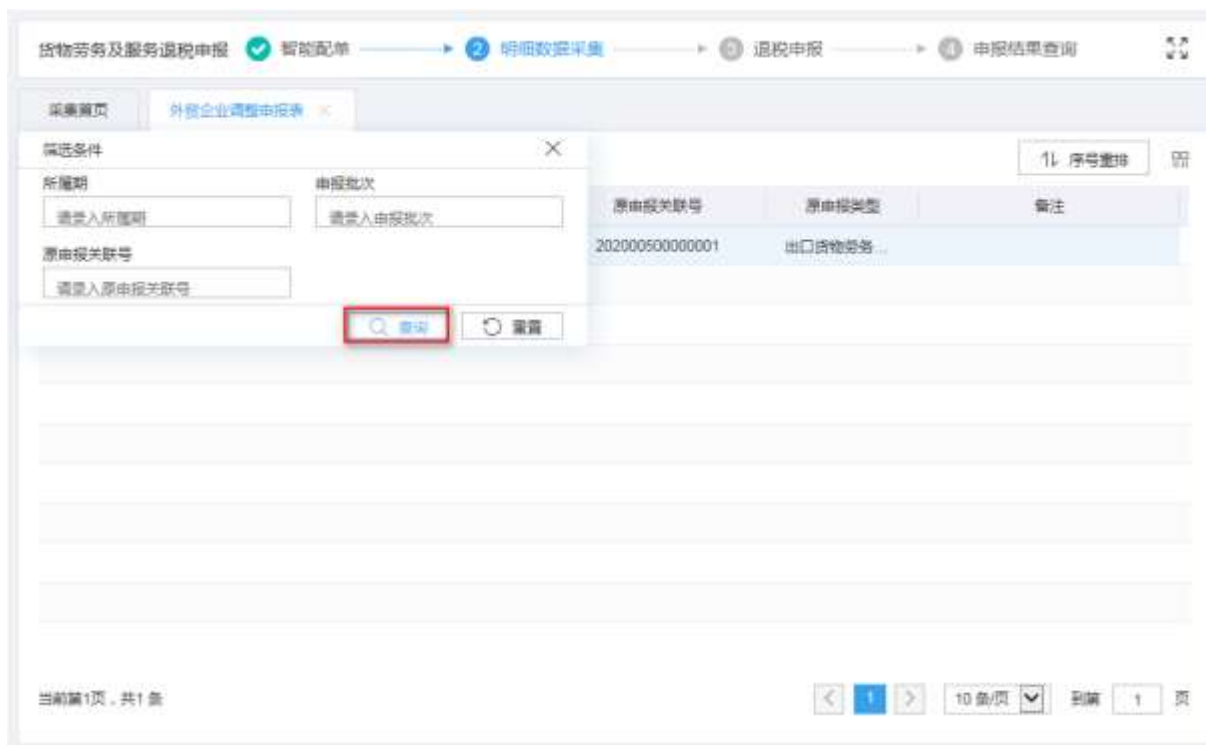 货物劳务及服务退税申报 智能配单 2 明细数据采集 3 退税申报 4 申报结果查询
采集首页 外贸企业调整申报表
筛选条件
序号重排
所属期 申报批次
请录入所属期 请录入申报批次
原申报关联号 原申报类型 备注
原申报关联号
202000500000001 出口货物劳务...
请录入原申报关联号
查询 重置
当前第1页，共1条
1 10 条/页 到第 1 页